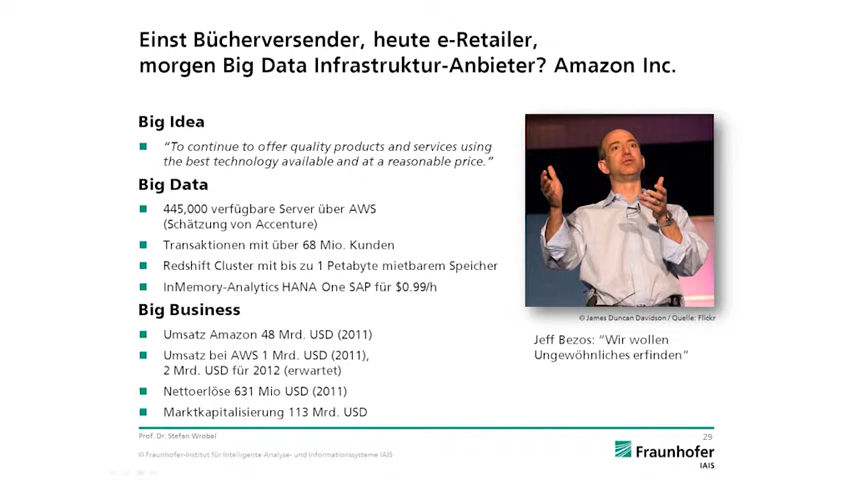 Einst Bücherversender, heute e-Retailer,
morgen Big Data Infrastruktur-Anbieter? Amazon Inc.
Big Idea
“To continue to offer quality products and services using
the best technology available and at a reasonable price.”
Big Data
445,000 verfügbare Server über AWS
(Schätzung von Accenture)
Transaktionen mit über 68 Mio. Kunden
Redshift Cluster mit bis zu 1 Petabyte mietbarem Speicher
InMemory-Analytics HANA One SAP für $0.99/h
Big Business
Umsatz Amazon 48 Mrd. USD (2011)
Umsatz bei AWS 1 Mrd. USD (2011),
2 Mrd. USD für 2012 (erwartet)
Nettoerlöse 631 Mio USD (2011)
Marktkapitalisierung 113 Mrd. USD
© James Duncan Davidson / Quelle: Flickr
Jeff Bezos: “Wir wollen
Ungewöhnliches erfinden”
Prof. Dr. Stefan Wrobel
29
© Fraunhofer-Institut für Intelligente Analyse- und Informationssysteme IAIS
Fraunhofer
IAIS